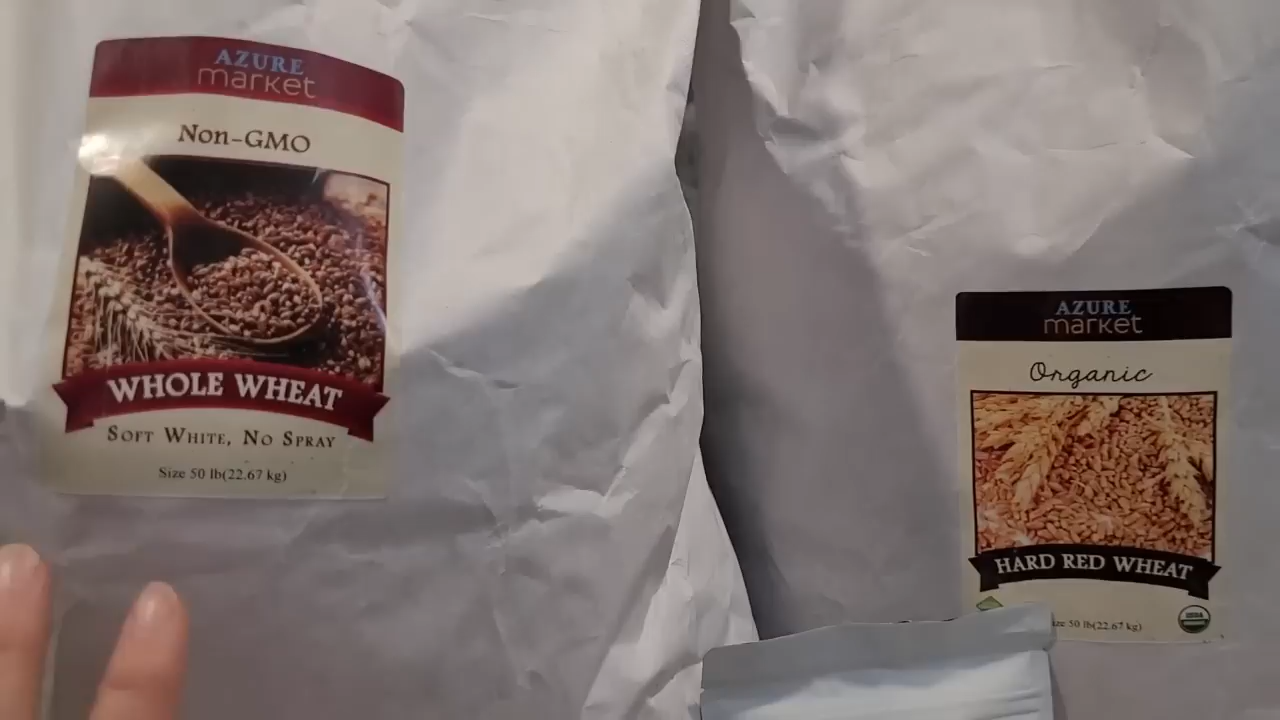 AZURE
market
Non-GMO
WHOLE WHEAT
SOFT WHITE, NO SPRAY
Size 50 lb(22.67 kg)
AZURE
market
Organic
HARD RED WHEAT
50 lb(22.67 kg)
USDA